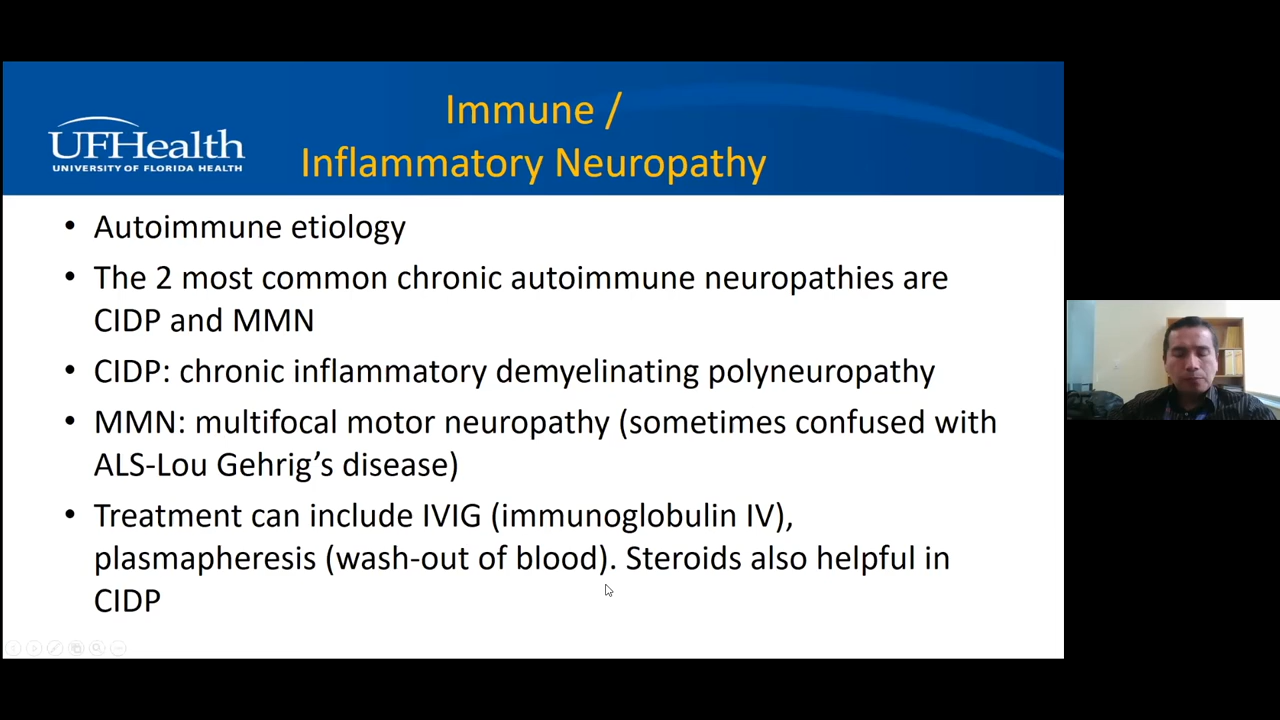 Immune /
Inflammatory Neuropathy
UFHealth
UNIVERSITY OF FLORIDA HEALTH
• Autoimmune etiology
• The 2 most common chronic autoimmune neuropathies are
CIDP and MMN
• CIDP: chronic inflammatory demyelinating polyneuropathy
• MMN: multifocal motor neuropathy (sometimes confused with
ALS-Lou Gehrig’s disease)
• Treatment can include IVIG (immunoglobulin IV),
plasmapheresis (wash-out of blood). Steroids also helpful in
CIDP